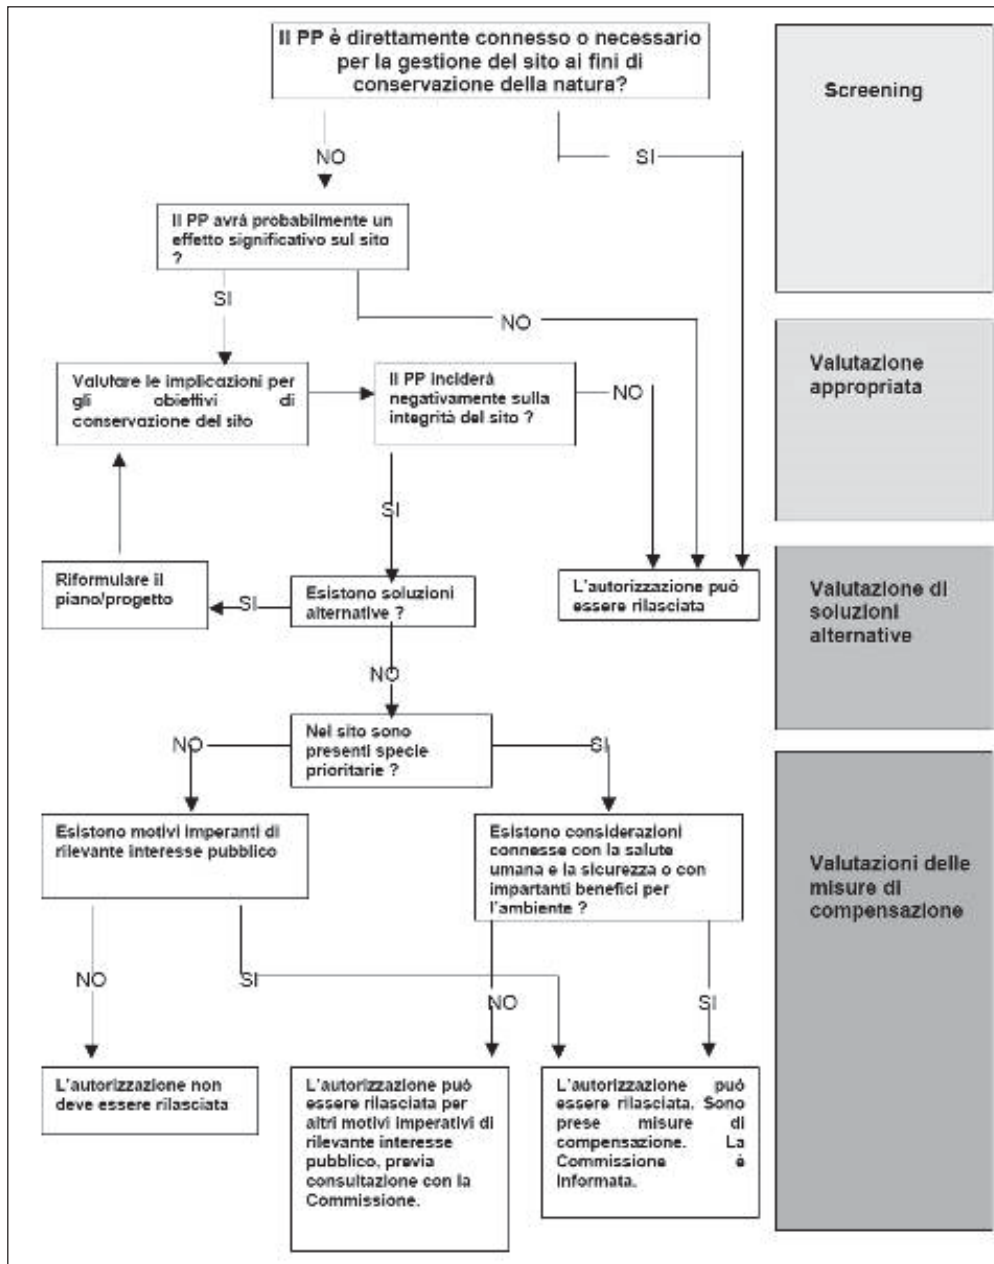 Il PP è direttamente connesso o necessario
per la gestione del sito ai fini di
conservazione della natura?
Screening
NO
SI
Il PP avrà probabilmente un
effetto significativo sul sito
?
SI
NO
Valutazione
appropriata
Valutare le implicazioni per
gli obiettivi di
conservazione del sito
Il PP inciderà
negativamente sulla
integrità del sito ?
NO
SI
Riformulare il
piano/progetto
SI
Esistono soluzioni
alternative ?
L'autorizzazione può
essere rilasciata
Valutazione di
soluzioni
alternative
NO
NO
Nel sito sono
presenti specie
prioritarie ?
SI
Esistono motivi imperanti di
rilevante interesse pubblico
Esistono considerazioni
connesse con la salute
umana e la sicurezza o con
impartanti benefici per
l'ambiente ?
Valutazioni delle
misure di
compensazione
NO
SI
NO
SI
L'autorizzazione non
deve essere rilasciata
L'autorizzazione può
essere rilasciata per
altri motivi imperativi di
rilevante interesse
pubblico, previa
consultazione con la
Commissione.
L'autorizzazione può
essere rilasciata. Sono
prese misure di
compensazione. La
Commissione è
informata.